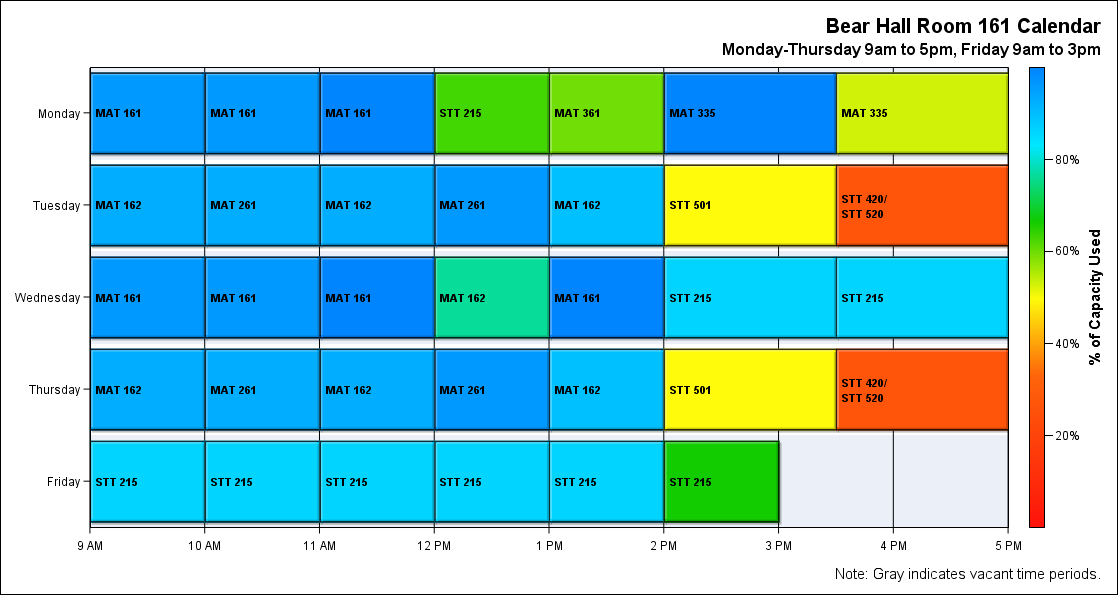 Bear Hall Room 161 Calendar
Monday-Thursday 9am to 5pm, Friday 9am to 3pm
Monday
MAT 161
MAT 161
MAT 161
STT 215
MAT 361
MAT 335
MAT 335
Tuesday
MAT 162
MAT 261
MAT 162
MAT 261
MAT 162
STT 501
STT 420/
STT 520
Wednesday
MAT 161
MAT 161
MAT 161
MAT 162
MAT 161
STT 215
STT 215
Thursday
MAT 162
MAT 261
MAT 162
MAT 261
MAT 162
STT 501
STT 420/
STT 520
Friday
STT 215
STT 215
STT 215
STT 215
STT 215
STT 215
9 AM
10 AM
11 AM
12 PM
1 PM
2 PM
3 PM
4 PM
5 PM
80%
60%
40%
20%
% of Capacity Used
Note: Gray indicates vacant time periods.